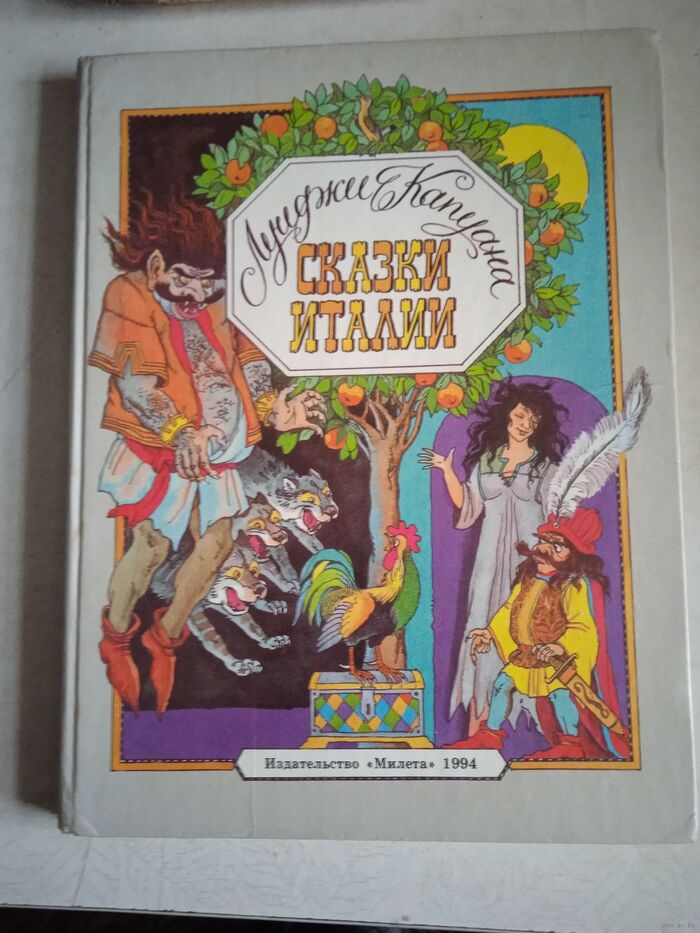 Луиджи Капуана
СКАЗКИ
ИТАЛИИ
Издательство «Милета» 1994